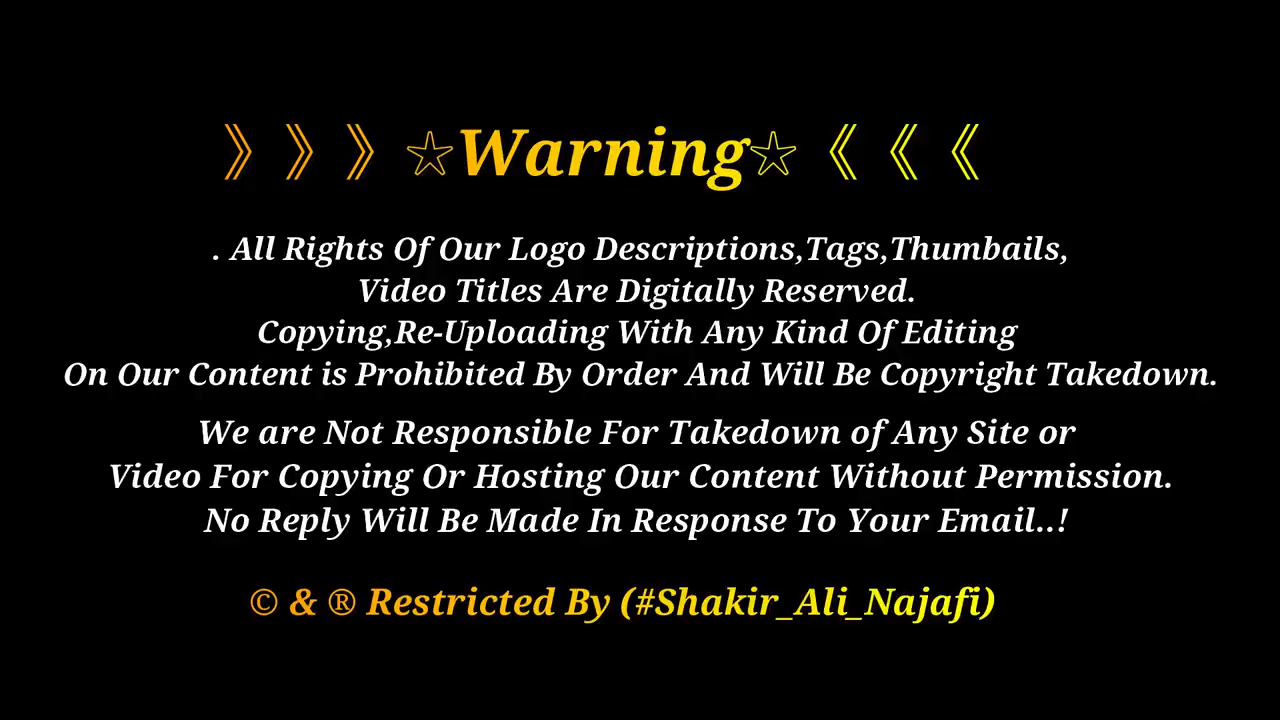 》》》☆Warning☆《《《
. All Rights Of Our Logo Descriptions,Tags,Thumbails,
Video Titles Are Digitally Reserved.
Copying,Re-Uploading With Any Kind Of Editing
On Our Content is Prohibited By Order And Will Be Copyright Takedown.
We are Not Responsible For Takedown of Any Site or
Video For Copying Or Hosting Our Content Without Permission.
No Reply Will Be Made In Response To Your Email..!
© & ® Restricted By (#Shakir_Ali_Najafi)